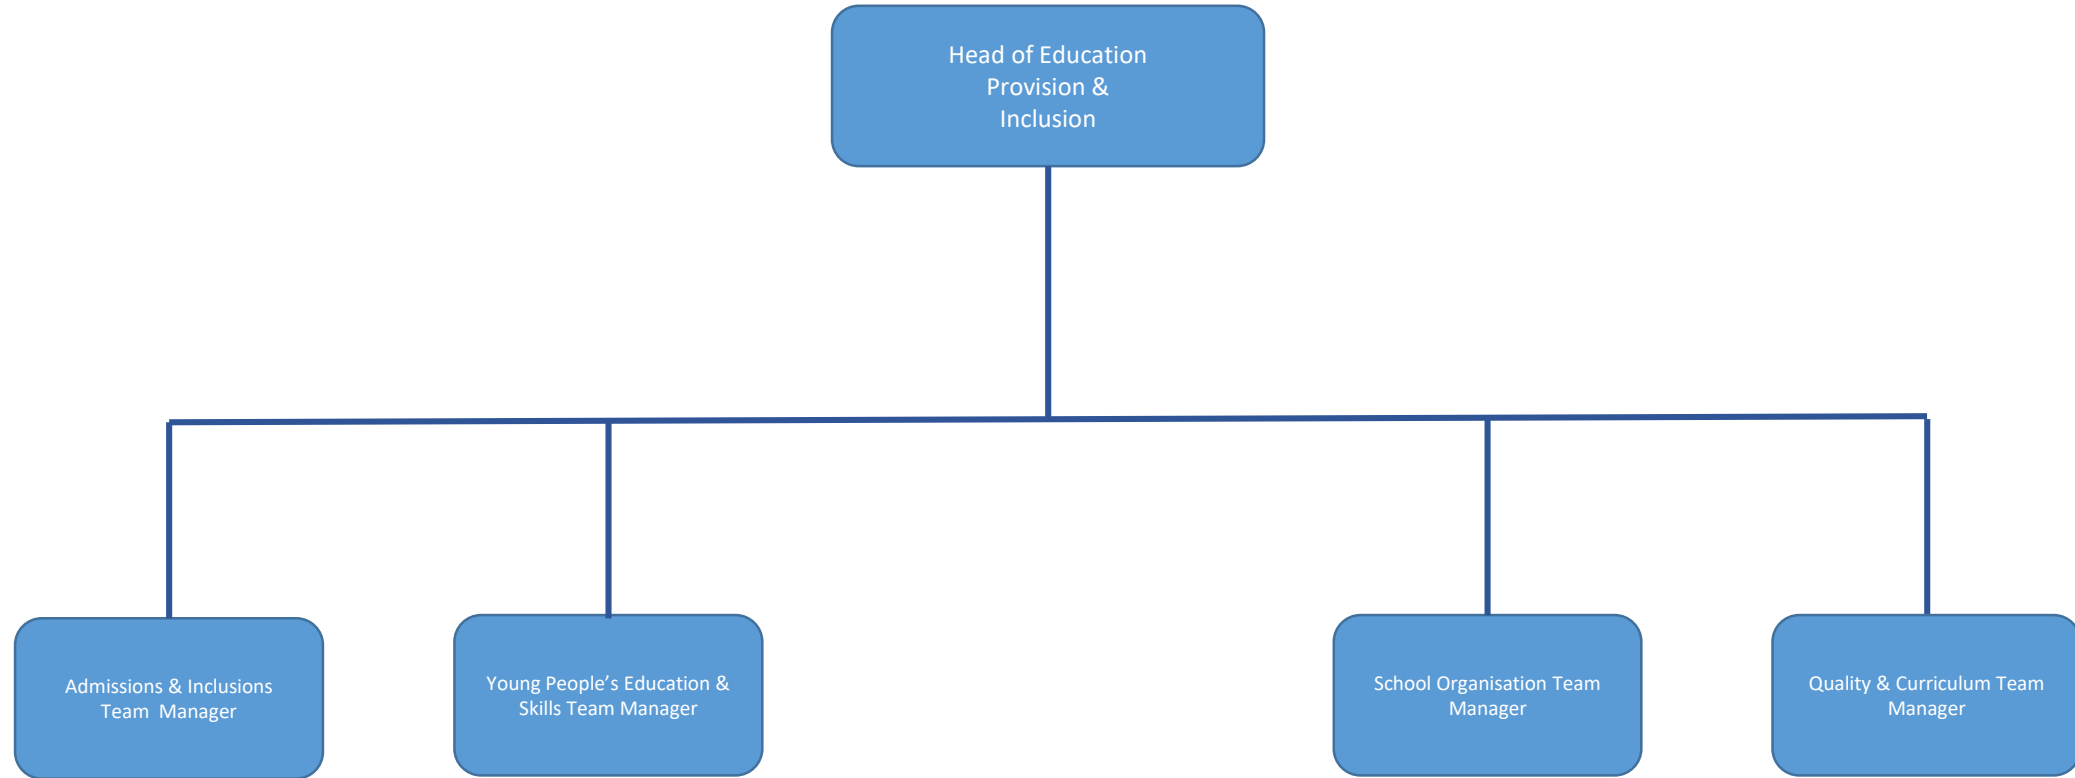 Head of Education
Provision &
Inclusion
Admissions & Inclusions
Team  Manager
Young People’s Education &
Skills Team Manager
School Organisation Team
Manager
Quality & Curriculum Team
Manager